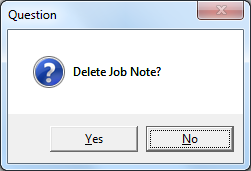 Question
Delete Job Note?
Yes
No